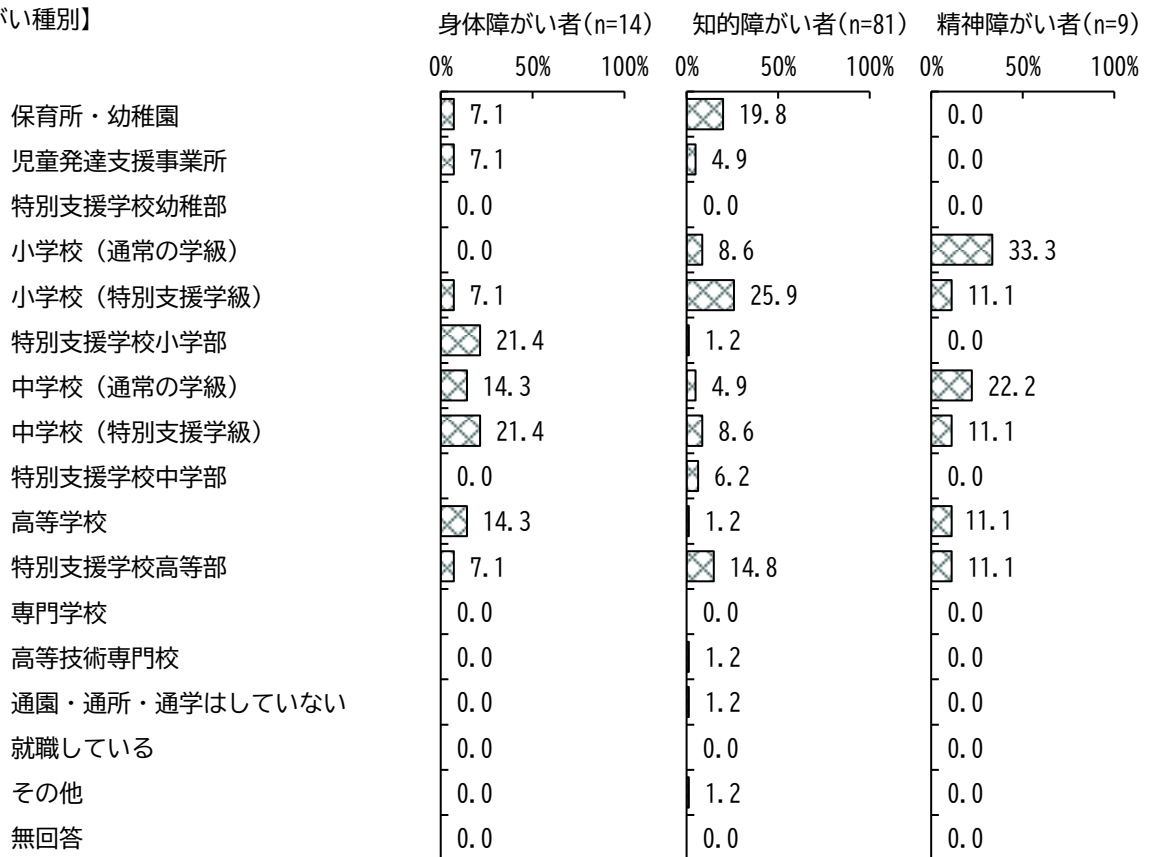 い種別】
身体障がい者(n=14) 知的障がい者(n=81) 精神障がい者(n=9)
0% 50% 100% 0% 50% 100% 0% 50% 100%
保育所・幼稚園 7.1 19.8 0.0
児童発達支援事業所 7.1 4.9 0.0
特別支援学校幼稚部 0.0 0.0 0.0
小学校（通常の学級） 0.0 8.6 33.3
小学校（特別支援学級） 7.1 25.9 11.1
特別支援学校小学部 21.4 1.2 0.0
中学校（通常の学級） 14.3 4.9 22.2
中学校（特別支援学級） 21.4 8.6 11.1
特別支援学校中学部 0.0 6.2 0.0
高等学校 14.3 1.2 11.1
特別支援学校高等部 7.1 14.8 11.1
専門学校 0.0 0.0 0.0
高等技術専門校 0.0 1.2 0.0
通園・通所・通学はしていない 0.0 1.2 0.0
就職している 0.0 0.0 0.0
その他 0.0 1.2 0.0
無回答 0.0 0.0 0.0